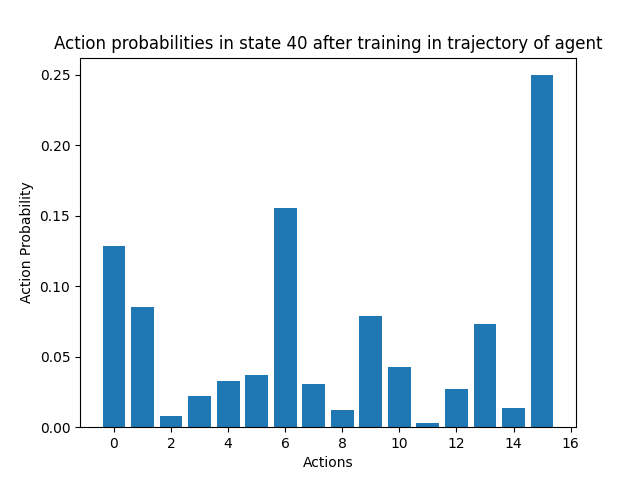 Action probabilities in state 40 after training in trajectory of agent
0.25
0.20
0.15
0.10
0.05
0.00
Action Probability
0 2 4 6 8 10 12 14 16
Actions